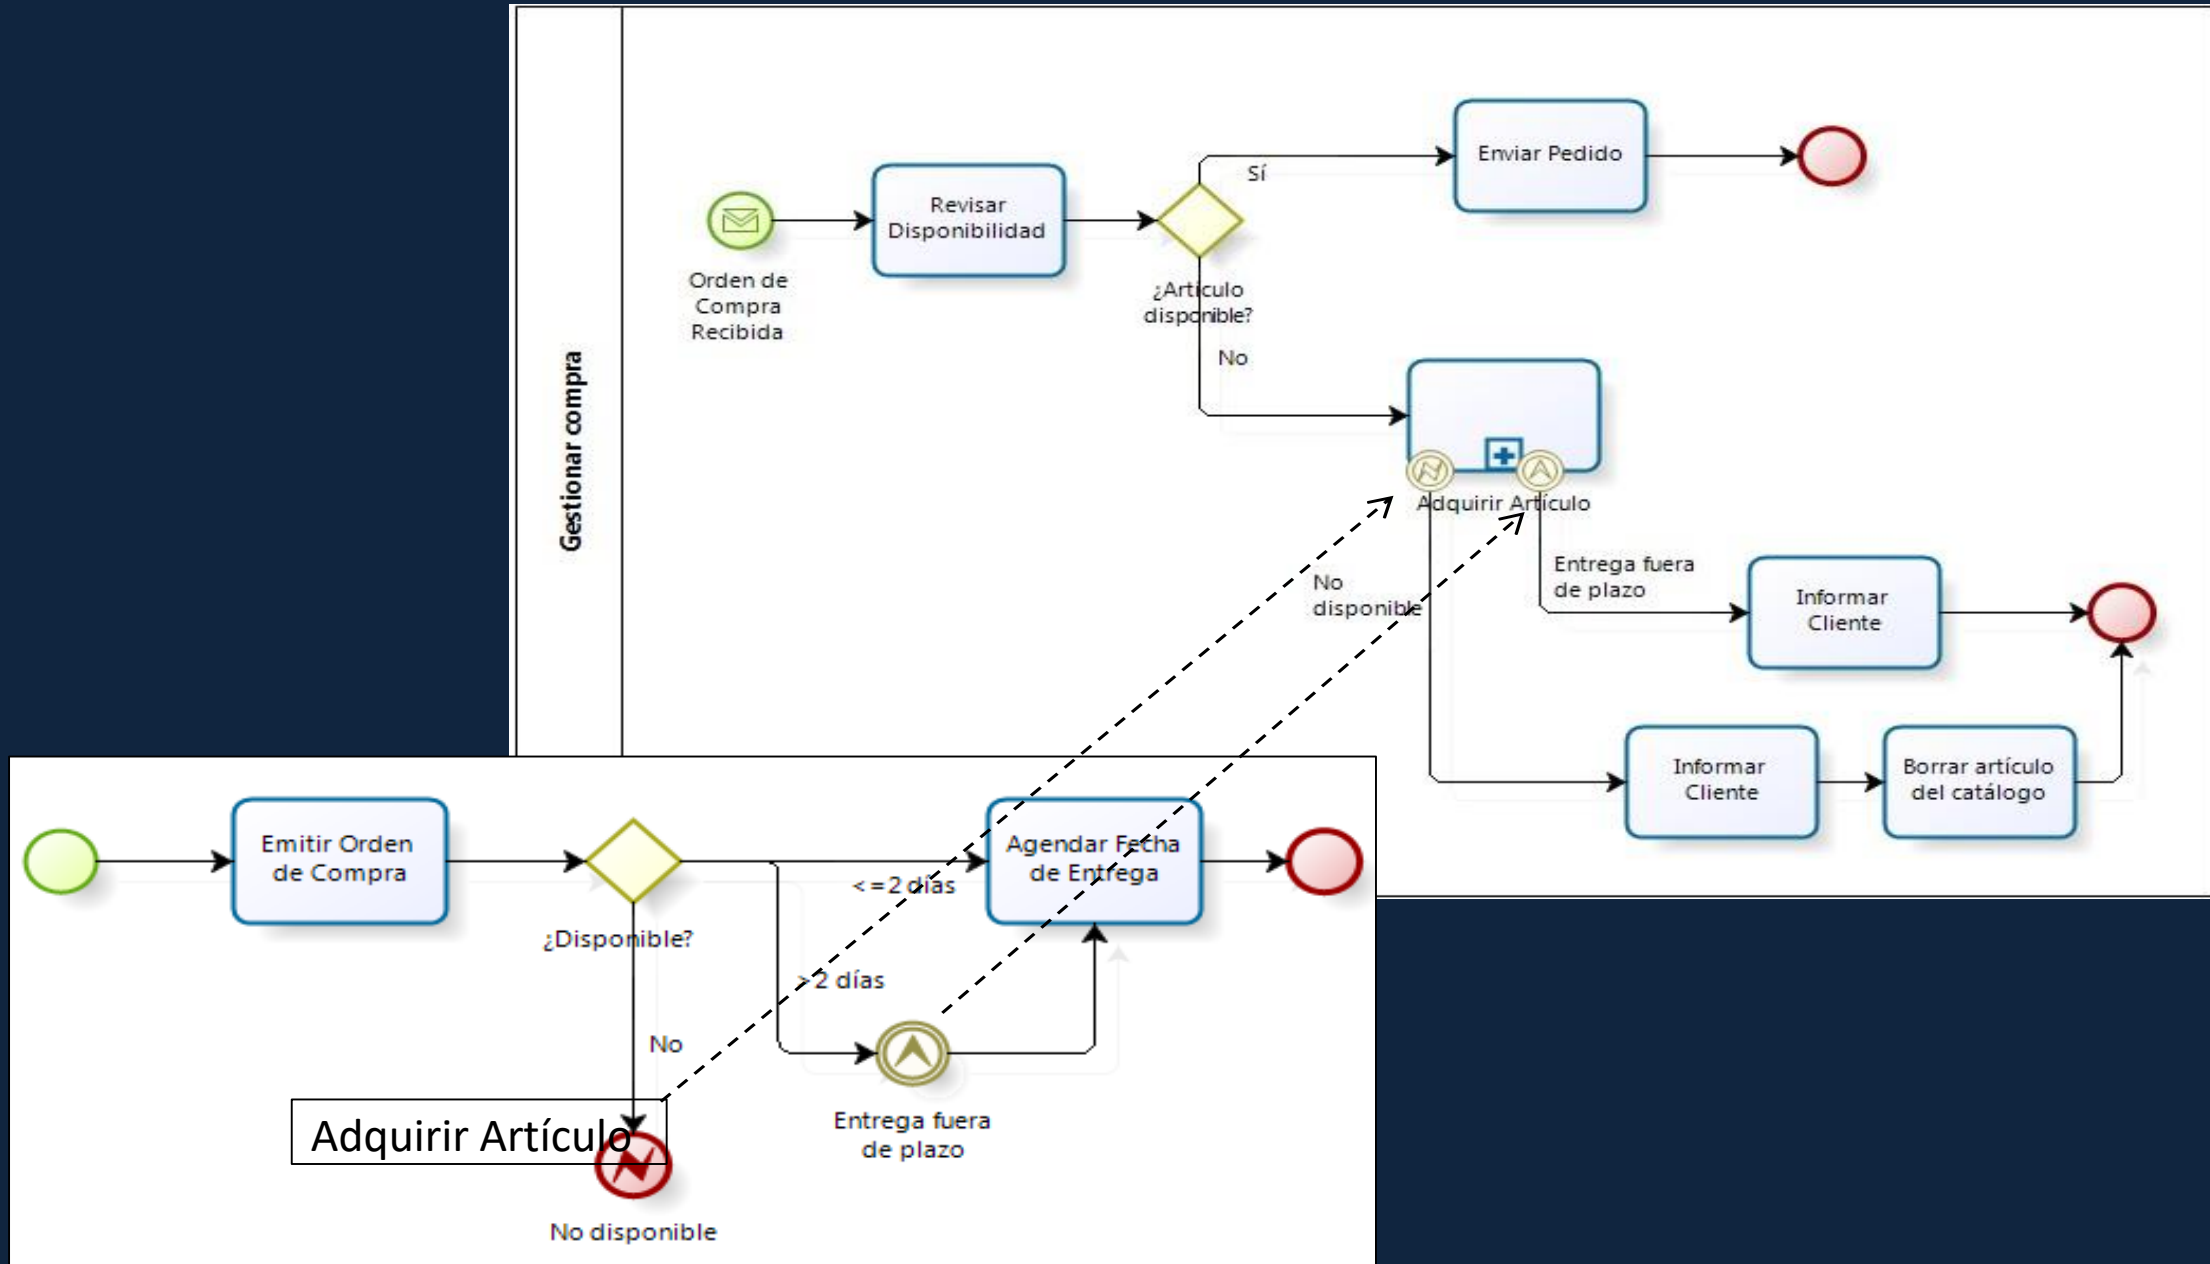 Gestionar compra
Orden de
Compra
Recibida
Revisar
Disponibilidad
¿Artículo
disponible?
Sí
No
Enviar Pedido
Adquirir Artículo
No
disponible
Entrega fuera
de plazo
Informar
Cliente
Informar
Cliente
Borrar artículo
del catálogo
Emitir Orden
de Compra
¿Disponible?
<=2 días
>2 días
No
Agendar Fecha
de Entrega
Entrega fuera
de plazo
Adquirir Artículo
No disponible